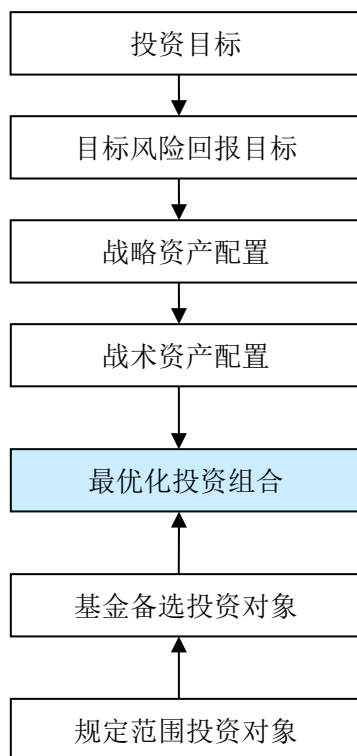 投资目标
目标风险回报目标
战略资产配置
战术资产配置
最优化投资组合
基金备选投资对象
规定范围投资对象